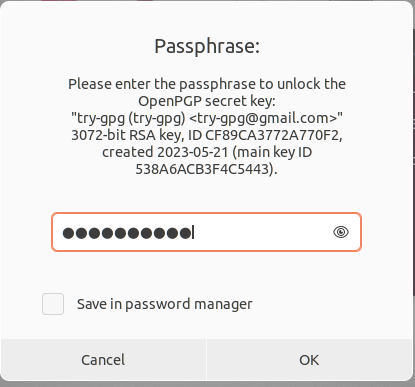 Passphrase:
Please enter the passphrase to unlock the
OpenPGP secret key:
"try-gpg (try-gpg) <try-gpg@gmail.com>"
3072-bit RSA key, ID CF89CA3772A770F2,
created 2023-05-21 (main key ID
538A6ACB3F4C5443).
●●●●●●●●●●
Save in password manager
Cancel
OK